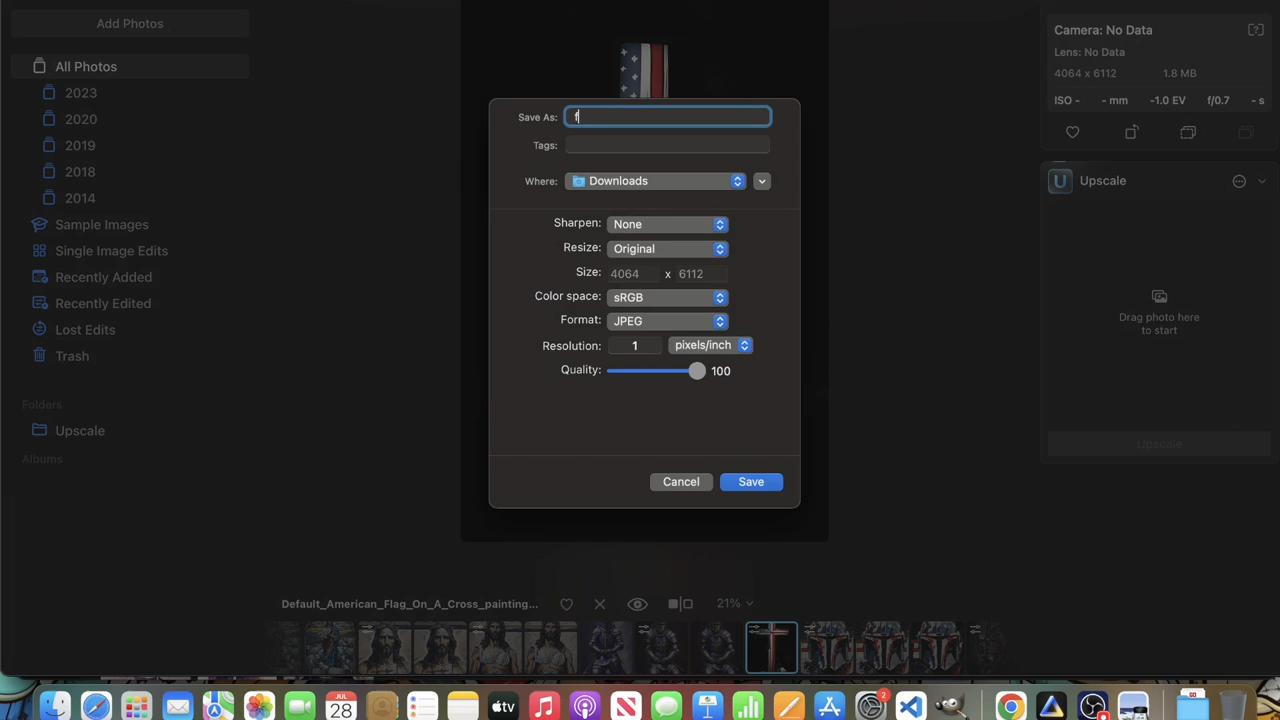 Add Photos
All Photos
2023
2020
2019
2018
2014
Sample Images
Single Image Edits
Recently Added
Recently Edited
Lost Edits
Trash
Folders
Upscale
Albums
Save As: f
Tags:
Where: Downloads
Sharpen: None
Resize: Original
Size: 4064 x 6112
Color space: sRGB
Format: JPEG
Resolution: 1 pixels/inch
Quality: 100
Cancel Save
Default_American_Flag_On_A_Cross_painting... 21%
Camera: No Data
Lens: No Data
4064 x 6112 1.8 MB
ISO - - mm -1.0 EV f/0.7 - s
Upscale
Drag photo here
to start
Upscale
JUL
28
tv
2